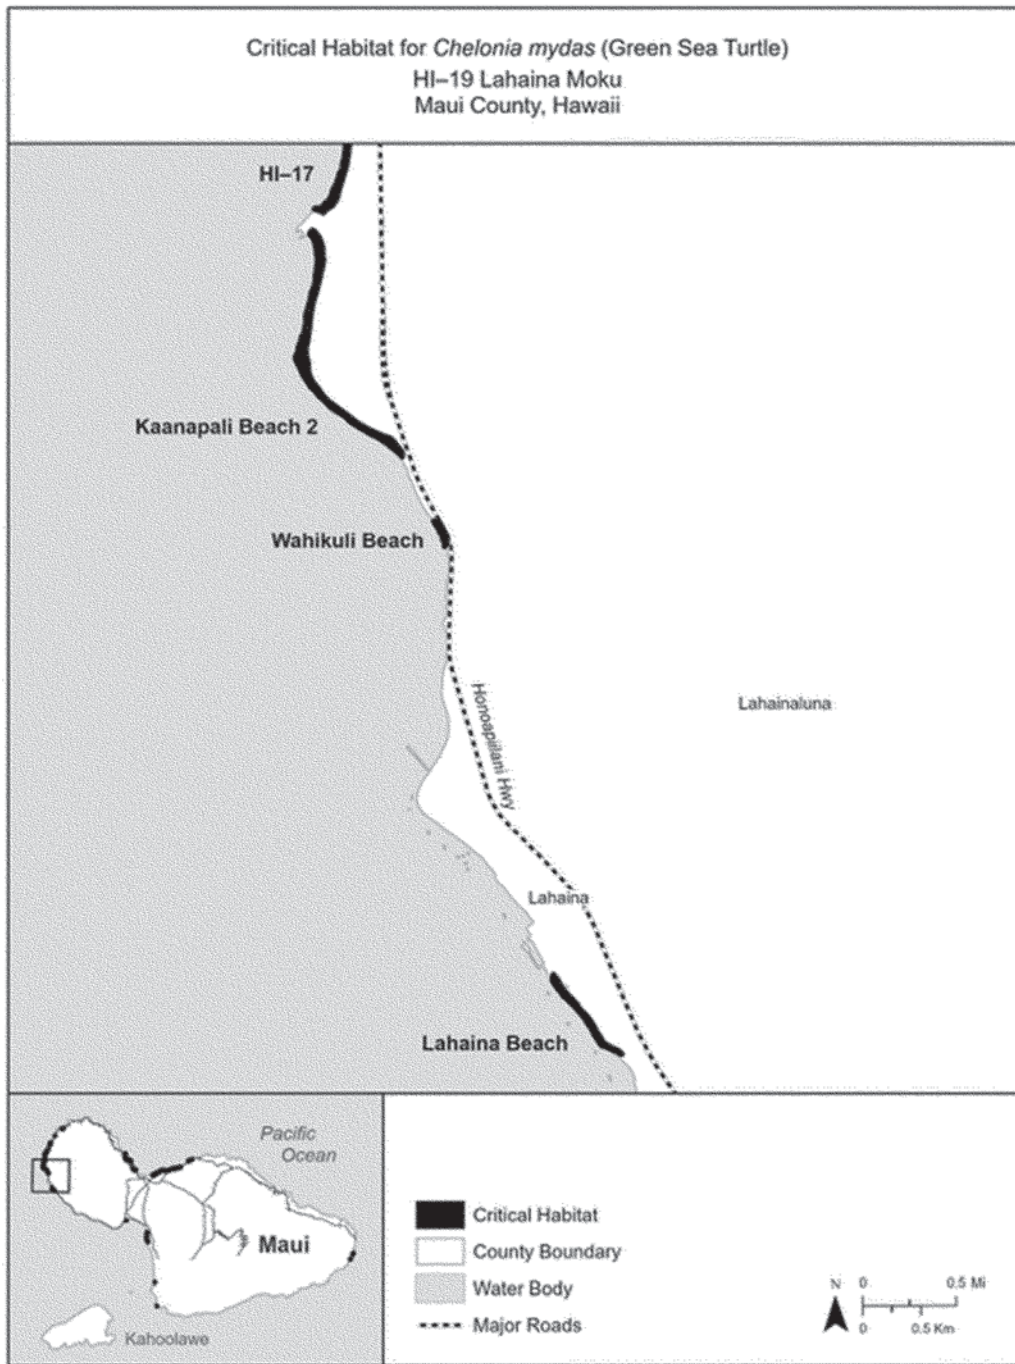 Critical Habitat for Chelonia mydas (Green Sea Turtle)
HI–19 Lahaina Moku
Maui County, Hawaii
HI–17
Kaanapali Beach 2
Wahikuli Beach
Honoapiilani Hwy
Lahainaluna
Lahaina
Lahaina Beach
Pacific
Ocean
Maui
Kahoolawe
Critical Habitat
County Boundary
Water Body
Major Roads
N
0 0.5 Mi
0 0.5 Km